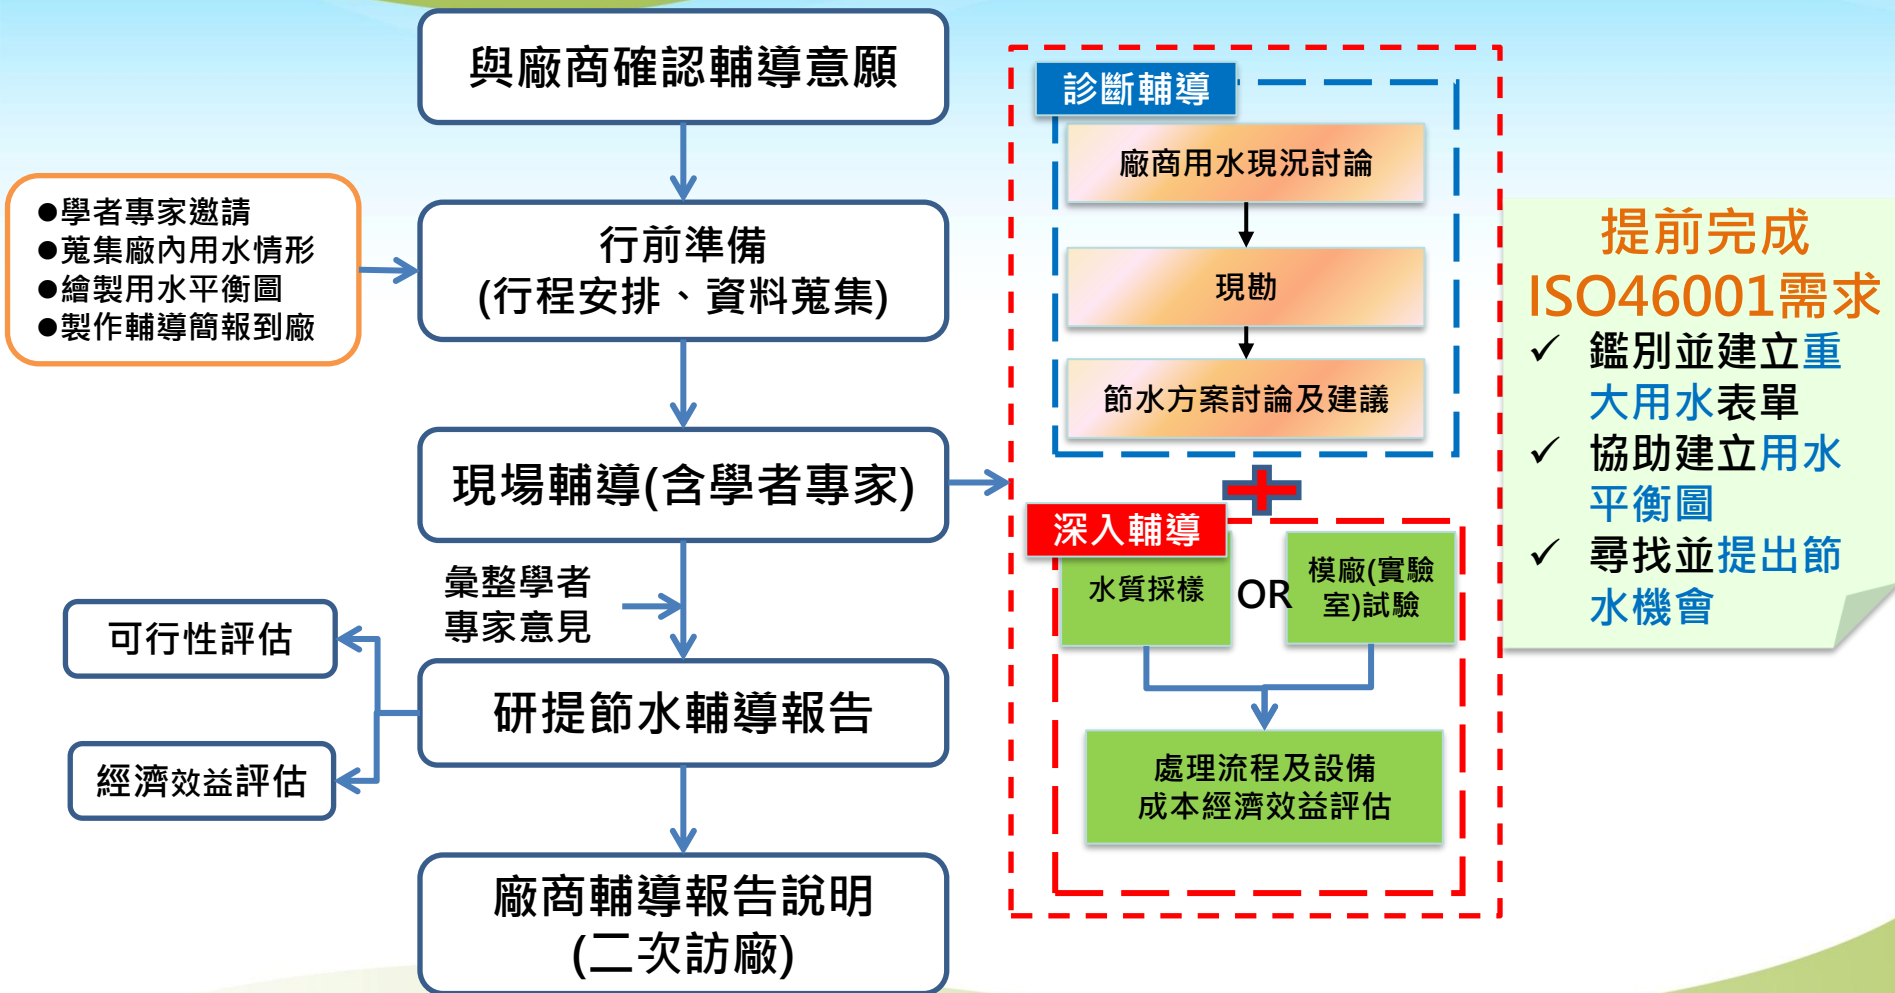 與廠商確認輔導意願
●學者專家邀請
●蒐集廠內用水情形
●繪製用水平衡圖
●製作輔導簡報到廠
行前準備
(行程安排、資料蒐集)
現場輔導(含學者專家)
彙整學者
專家意見
可行性評估
經濟效益評估
研提節水輔導報告
廠商輔導報告說明
(二次訪廠)
診斷輔導
廠商用水現況討論
現勘
節水方案討論及建議
深入輔導
水質採樣
OR
模廠(實驗
室)試驗
處理流程及設備
成本經濟效益評估
提前完成
ISO46001需求
✓ 鑑別並建立重
大用水表單
✓ 協助建立用水
平衡圖
✓ 尋找並提出節
水機會